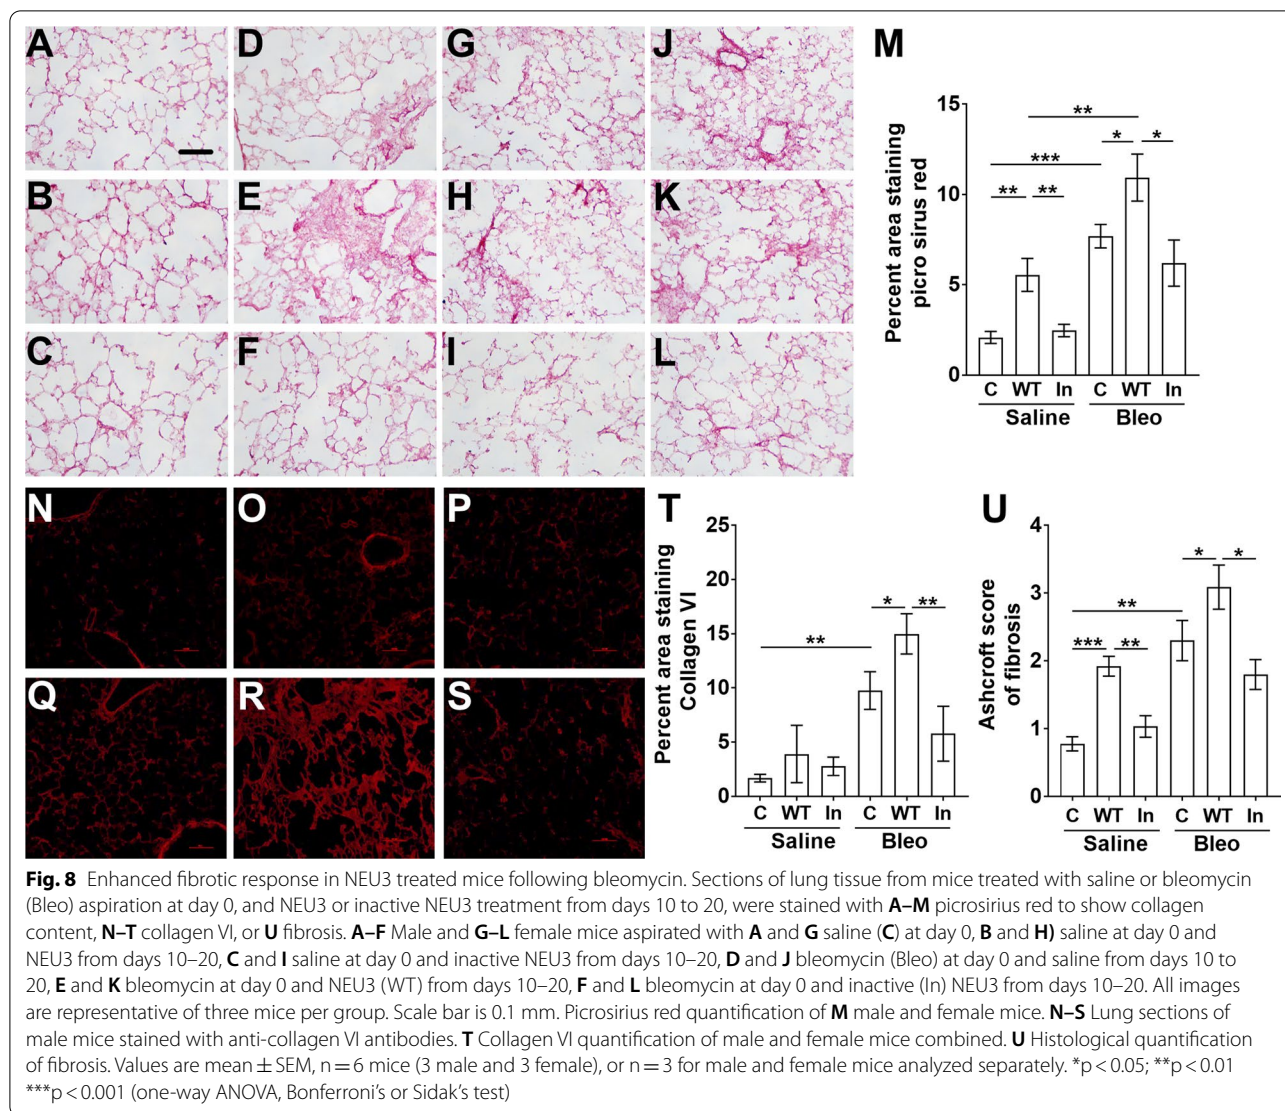 A D G J M
B E H K
C F I L
Percent area staining
picro sirus red
15
10
5
0
**
* *
***
** **
C WT In C WT In
Saline Bleo
N O P
Q R S
T
Percent area staining
Collagen VI
25
20
15
10
5
0
* **
**
C WT In C WT In
Saline Bleo
U
Ashcroft score
of fibrosis
4
3
2
1
0
* *
**
*** **
C WT In C WT In
Saline Bleo
Fig. 8 Enhanced fibrotic response in NEU3 treated mice following bleomycin. Sections of lung tissue from mice treated with saline or bleomycin
(Bleo) aspiration at day 0, and NEU3 or inactive NEU3 treatment from days 10 to 20, were stained with A–M picrosirius red to show collagen
content, N–T collagen VI, or U fibrosis. A–F Male and G–L female mice aspirated with A and G saline (C) at day 0, B and H) saline at day 0 and
NEU3 from days 10–20, C and I saline at day 0 and inactive NEU3 from days 10–20, D and J bleomycin (Bleo) at day 0 and saline from days 10 to
20, E and K bleomycin at day 0 and NEU3 (WT) from days 10–20, F and L bleomycin at day 0 and inactive (In) NEU3 from days 10–20. All images
are representative of three mice per group. Scale bar is 0.1 mm. Picrosirius red quantification of M male and female mice. N–S Lung sections of
male mice stained with anti-collagen VI antibodies. T Collagen VI quantification of male and female mice combined. U Histological quantification
of fibrosis. Values are mean ± SEM, n = 6 mice (3 male and 3 female), or n = 3 for male and female mice analyzed separately. *p < 0.05; **p < 0.01
***p < 0.001 (one-way ANOVA, Bonferroni's or Sidak's test)